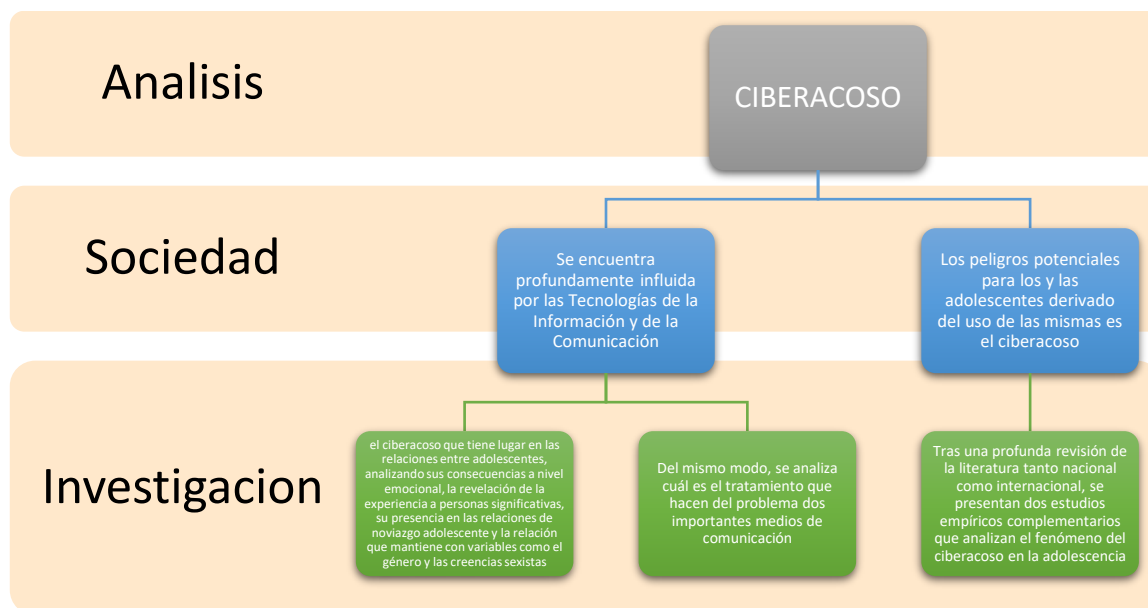 Analisis
CIBERACOSO
Sociedad
Se encuentra
profundamente influida
por las Tecnologías de la
Información y de la
Comunicación
Los peligros potenciales
para los y las
adolescentes derivado
del uso de las mismas es
el ciberacoso
Investigacion
el ciberacoso que tiene lugar en las
relaciones entre adolescentes,
analizando sus consecuencias a nivel
emocional, la revelación de la
experiencia a personas significativas,
su presencia en las relaciones de
noviazgo adolescente y la relación
que mantiene con variables como el
género y las creencias sexistas
Del mismo modo, se analiza
cuál es el tratamiento que
hacen del problema dos
importantes medios de
comunicación
Tras una profunda revisión de
la literatura tanto nacional
como internacional, se
presentan dos estudios
empíricos complementarios
que analizan el fenómeno del
ciberacoso en la adolescencia